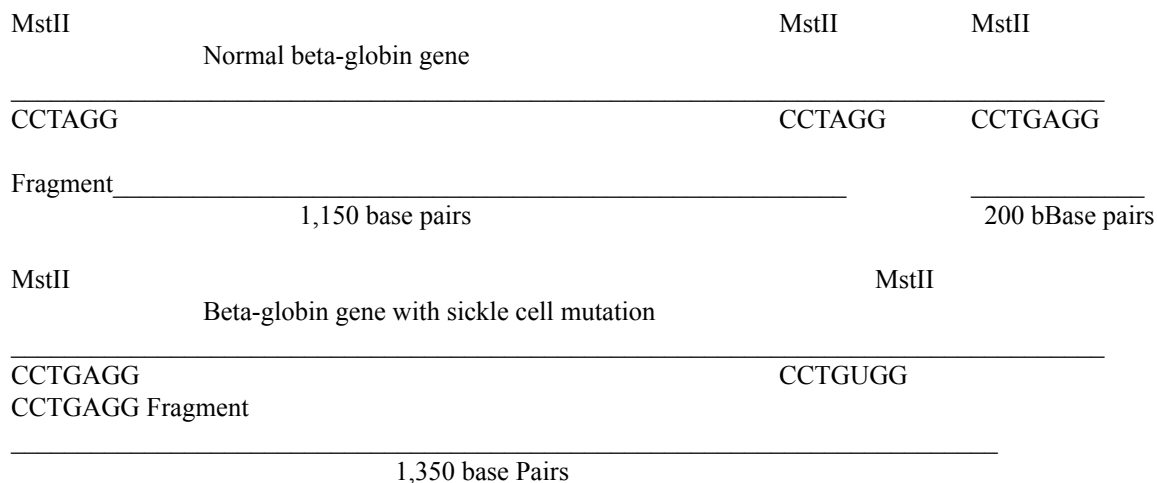 MstII MstII MstII
Normal beta-globin gene
CCTAGG CCTAGG CCTGAGG
Fragment
1,150 base pairs 200 bBase pairs
MstII MstII
Beta-globin gene with sickle cell mutation
CCTGAGG CCTGUGG
CCTGAGG Fragment
1,350 base Pairs